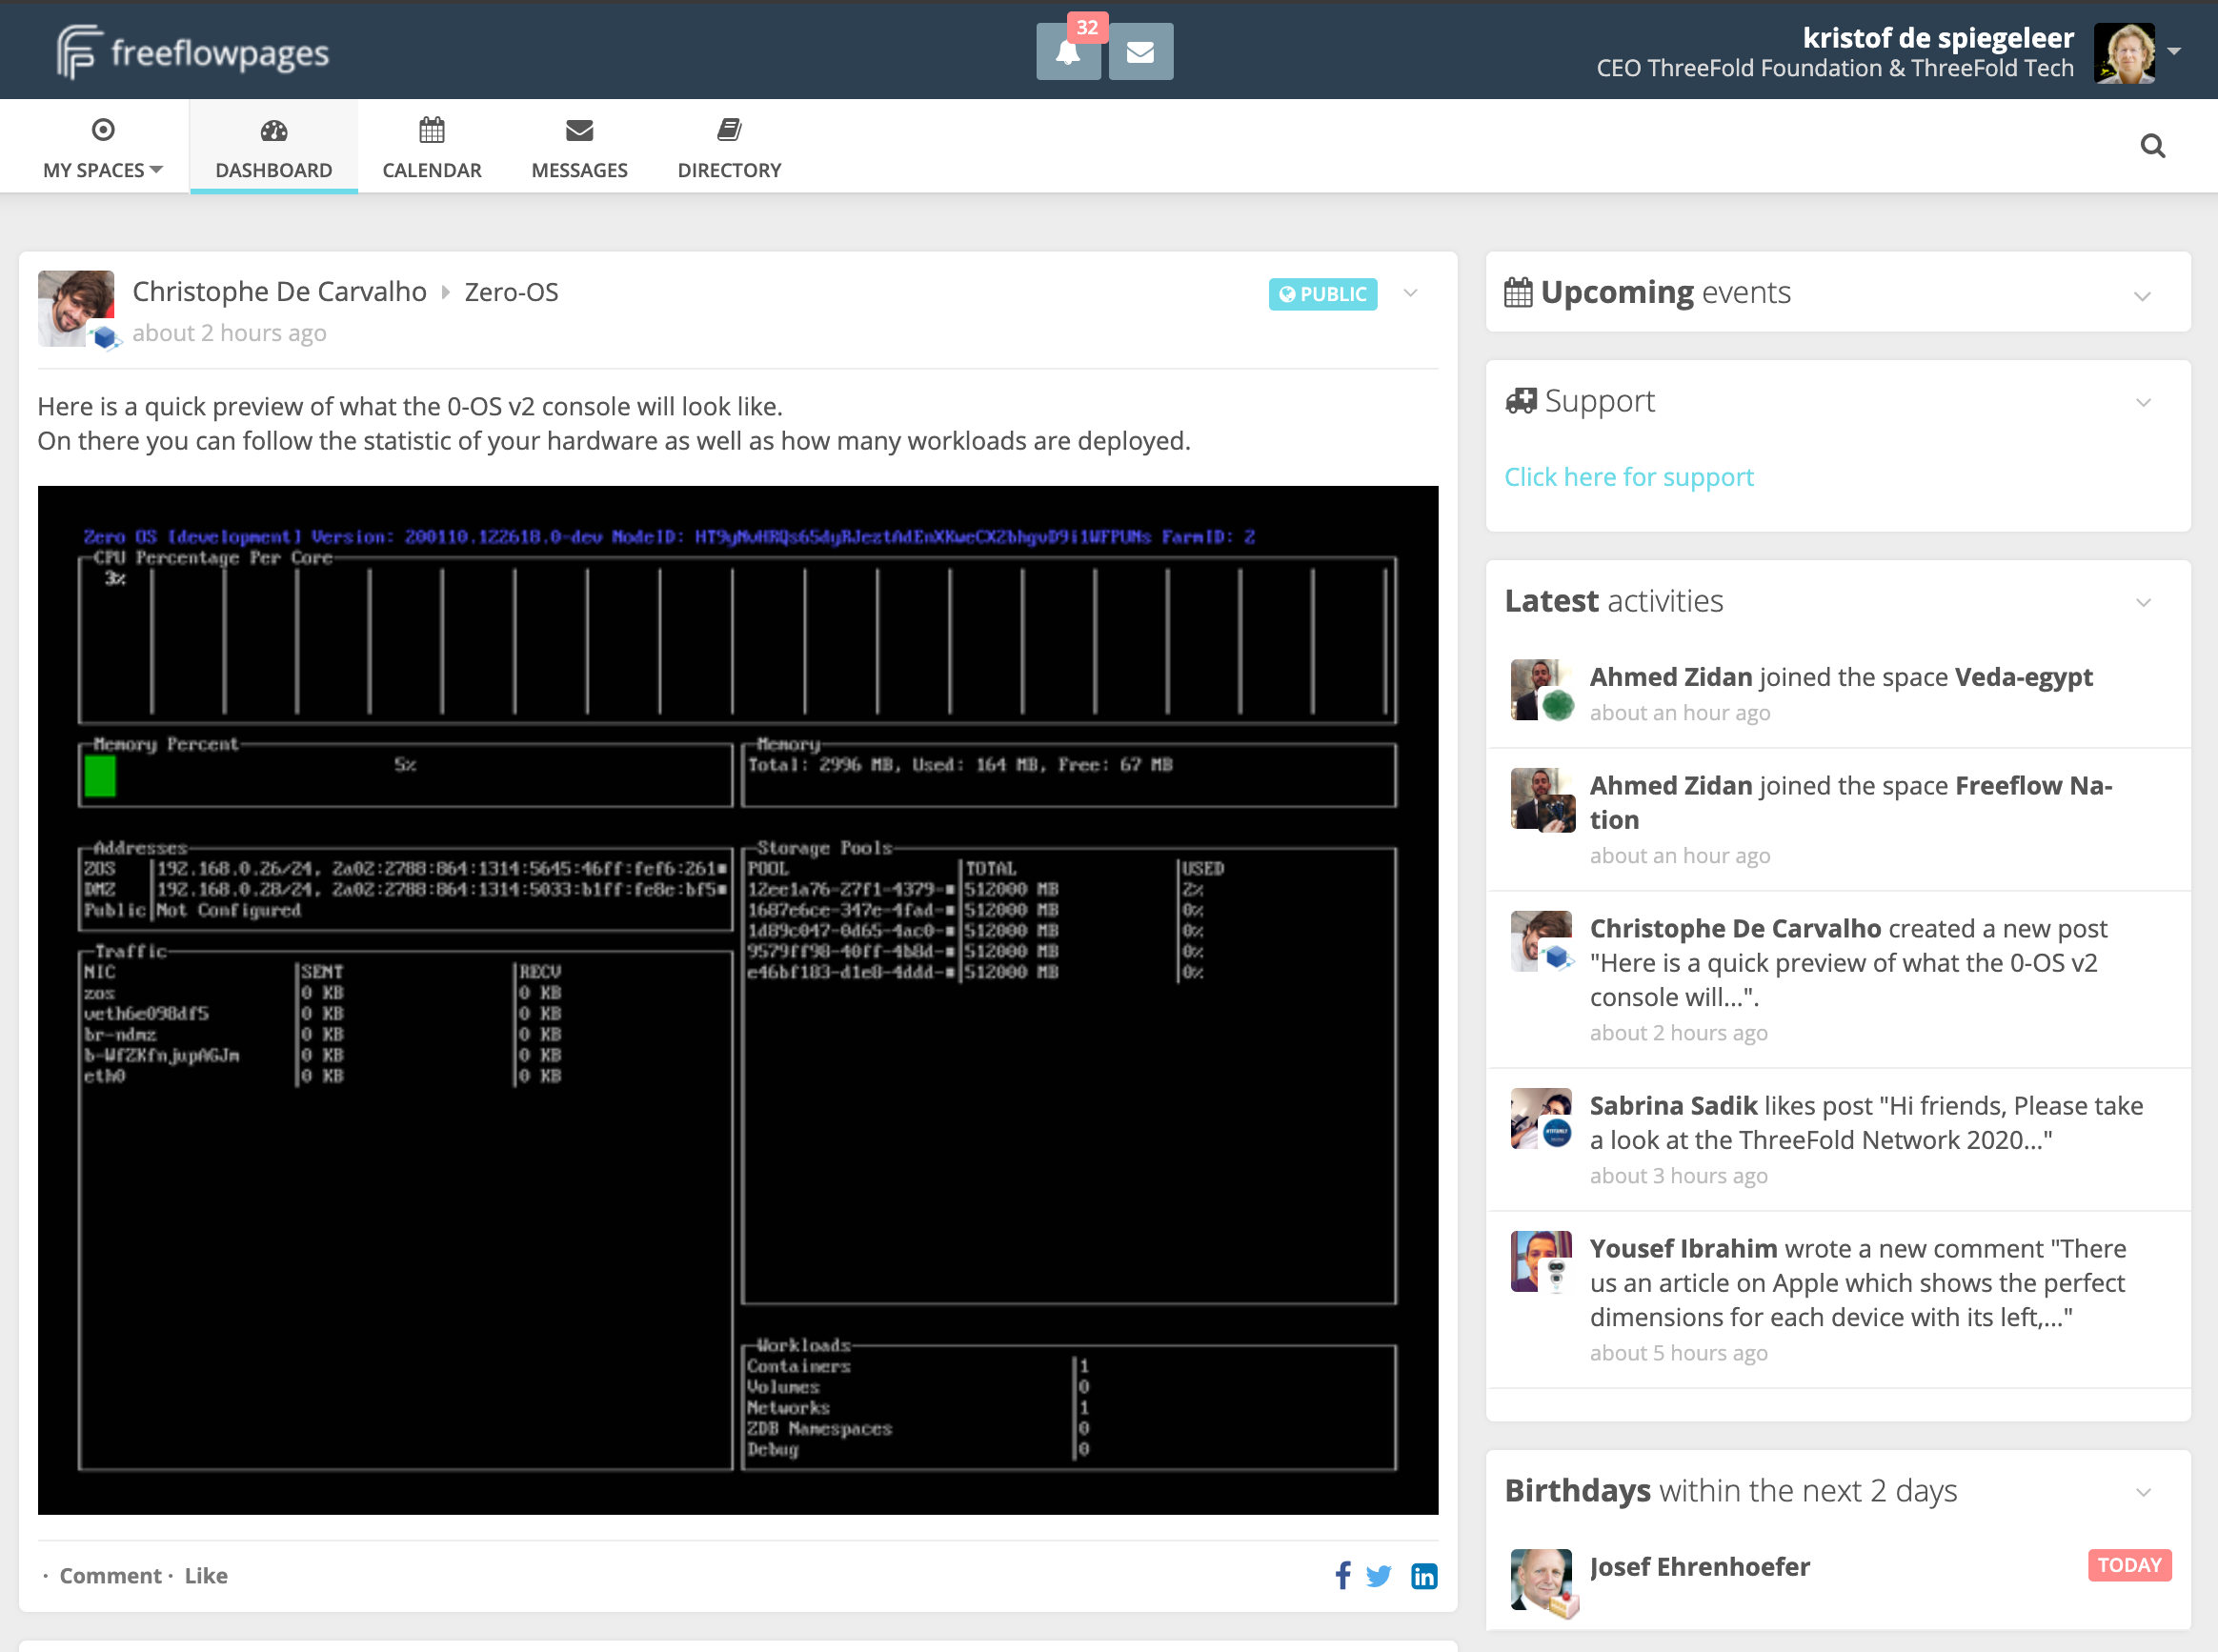 freeflowpages
32
kristof de spiegeleer
CEO ThreeFold Foundation & ThreeFold Tech
MY SPACES
DASHBOARD
CALENDAR
MESSAGES
DIRECTORY
Christophe De Carvalho Zero-OS
PUBLIC
about 2 hours ago
Here is a quick preview of what the 0-OS v2 console will look like.
On there you can follow the statistic of your hardware as well as how many workloads are deployed.
Zero OS [development] Version: 200110.122618.0-dev NodeID: FarmID: 2
CPU Percentage Per Core
3%
Memory Percent
5%
Memory
Total: 2996 MB, Used: 164 MB, Free: 67 MB
Addresses
ZOS 192.168.0.26/24, 2a02:2788:864:1314:5645:46ff:fef6:261
DMZ 192.168.0.28/24, 2a02:2788:864:1314:5033:b1ff:fe8e:bf5
Public Not Configured
Traffic
NIC SENT RECV
zos 0 KB 0 KB
veth6e098df5 0 KB 0 KB
br-ndmz 0 KB 0 KB
b-WfZKfnjupAGJm 0 KB 0 KB
eth0 0 KB 0 KB
Storage Pools
POOL TOTAL USED
12ee1a76-27f1-4379- 512000 MB 2%
1687e6ce-347e-4fad- 512000 MB 0%
1d89c047-0d65-4ac0- 512000 MB 0%
9579ff98-40ff-4b8d- 512000 MB 0%
e46bf183-d1e8-4ddd- 512000 MB 0%
Workloads
Containers 1
Volumes 0
Networks 1
ZDB Namespaces 0
Debug 0
· Comment · Like
Upcoming events
Support
Click here for support
Latest activities
Ahmed Zidan joined the space Veda-egypt
about an hour ago
Ahmed Zidan joined the space Freeflow Na-
tion
about an hour ago
Christophe De Carvalho created a new post
"Here is a quick preview of what the 0-OS v2
console will...".
about 2 hours ago
Sabrina Sadik likes post "Hi friends, Please take
a look at the ThreeFold Network 2020..."
about 3 hours ago
Yousef Ibrahim wrote a new comment "There
us an article on Apple which shows the perfect
dimensions for each device with its left,..."
about 5 hours ago
Birthdays within the next 2 days
Josef Ehrenhoefer
TODAY